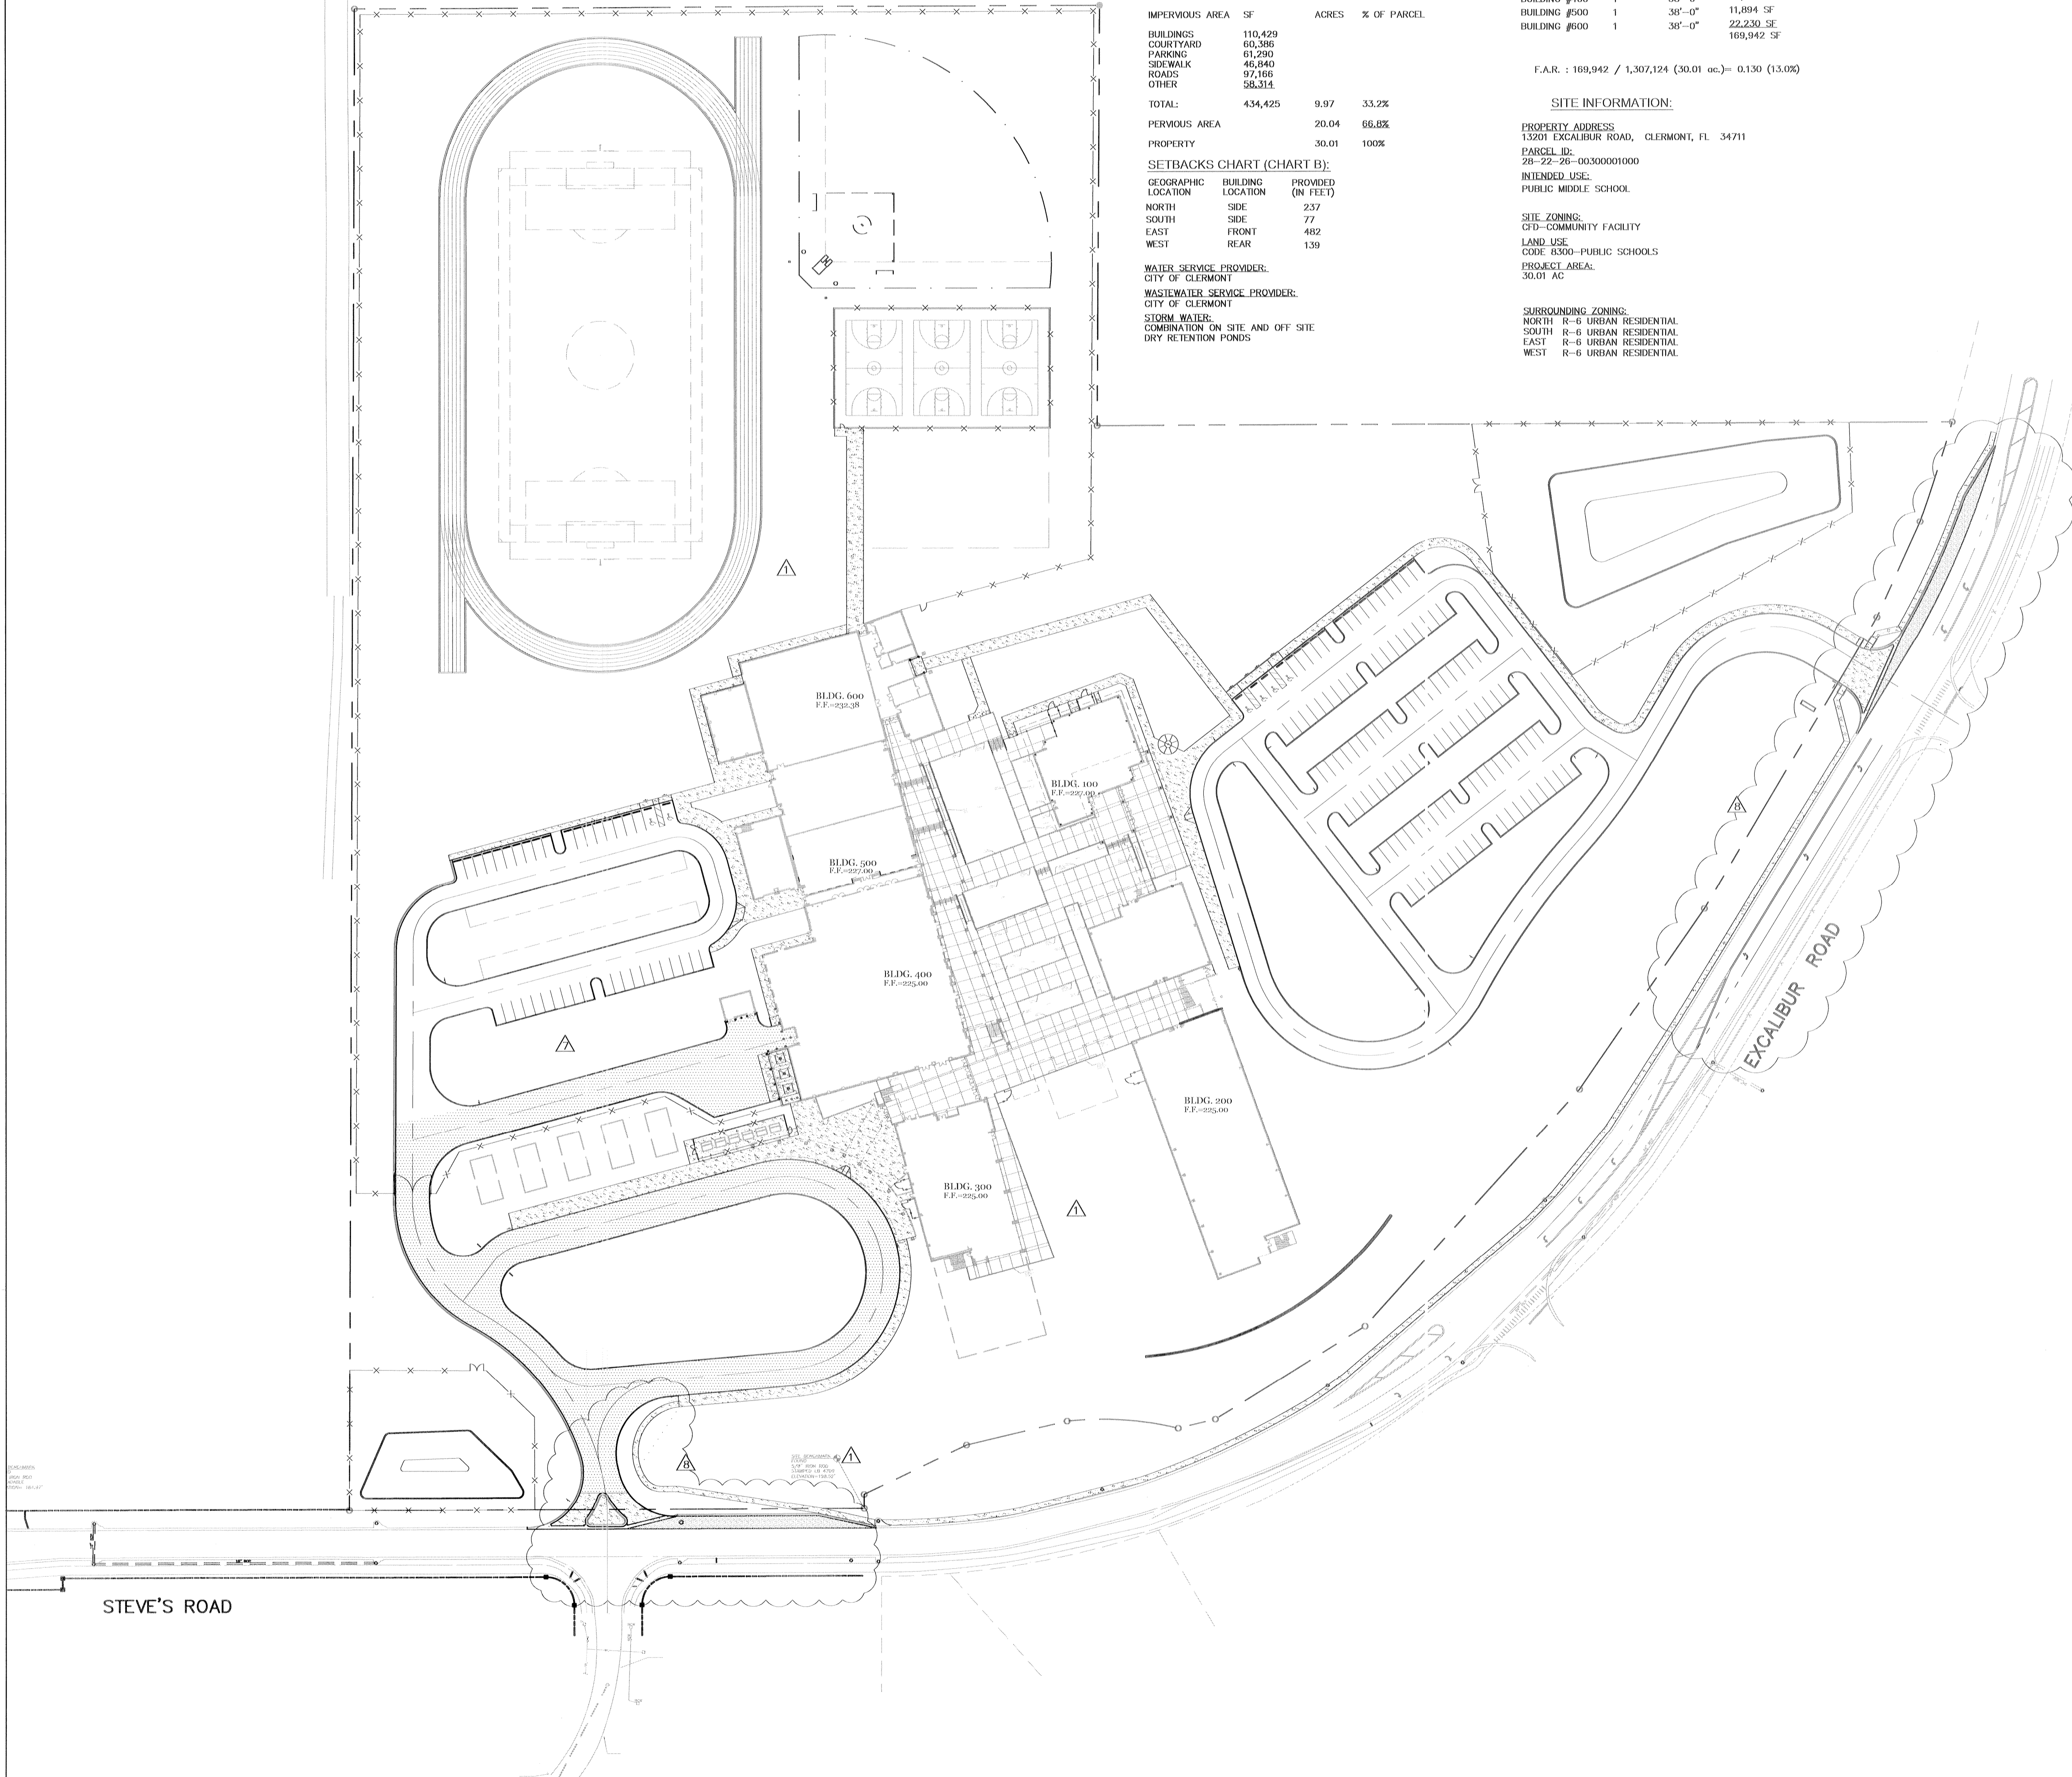 IMPERVIOUS AREA SF ACRES % OF PARCEL
BUILDINGS 110,429
COURTYARD 60,386
PARKING 61,290
SIDEWALK 46,840
ROADS 97,166
OTHER 58,314
TOTAL: 434,425 9.97 33.2%
PERVIOUS AREA 20.04 66.8%
PROPERTY 30.01 100%
SETBACKS CHART (CHART B):
GEOGRAPHIC BUILDING PROVIDED
LOCATION LOCATION (IN FEET)
NORTH SIDE 237
SOUTH SIDE 77
EAST FRONT 482
WEST REAR 139
WATER SERVICE PROVIDER:
CITY OF CLERMONT
WASTEWATER SERVICE PROVIDER:
CITY OF CLERMONT
STORM WATER:
COMBINATION ON SITE AND OFF SITE
DRY RETENTION PONDS
BUILDING #500 1 38'-0" 11,894 SF
BUILDING #600 1 38'-0" 22,230 SF
169,942 SF
F.A.R. : 169,942 / 1,307,124 (30.01 ac.)= 0.130 (13.0%)
SITE INFORMATION:
PROPERTY ADDRESS
13201 EXCALIBUR ROAD, CLERMONT, FL 34711
PARCEL ID:
28-22-26-00300001000
INTENDED USE:
PUBLIC MIDDLE SCHOOL
SITE ZONING:
CFD-COMMUNITY FACILITY
LAND USE
CODE 8300-PUBLIC SCHOOLS
PROJECT AREA:
30.01 AC
SURROUNDING ZONING:
NORTH R-6 URBAN RESIDENTIAL
SOUTH R-6 URBAN RESIDENTIAL
EAST R-6 URBAN RESIDENTIAL
WEST R-6 URBAN RESIDENTIAL
1
BLDG. 600
F.F.=232.38
BLDG. 100
F.F.=227.00
8
BLDG. 500
F.F.=227.00
BLDG. 400
F.F.=225.00
EXCALIBUR ROAD
7
BLDG. 200
F.F.=225.00
BLDG. 300
F.F.=225.00
1
1
8
SITE BENCHMARK
STEVE'S ROAD